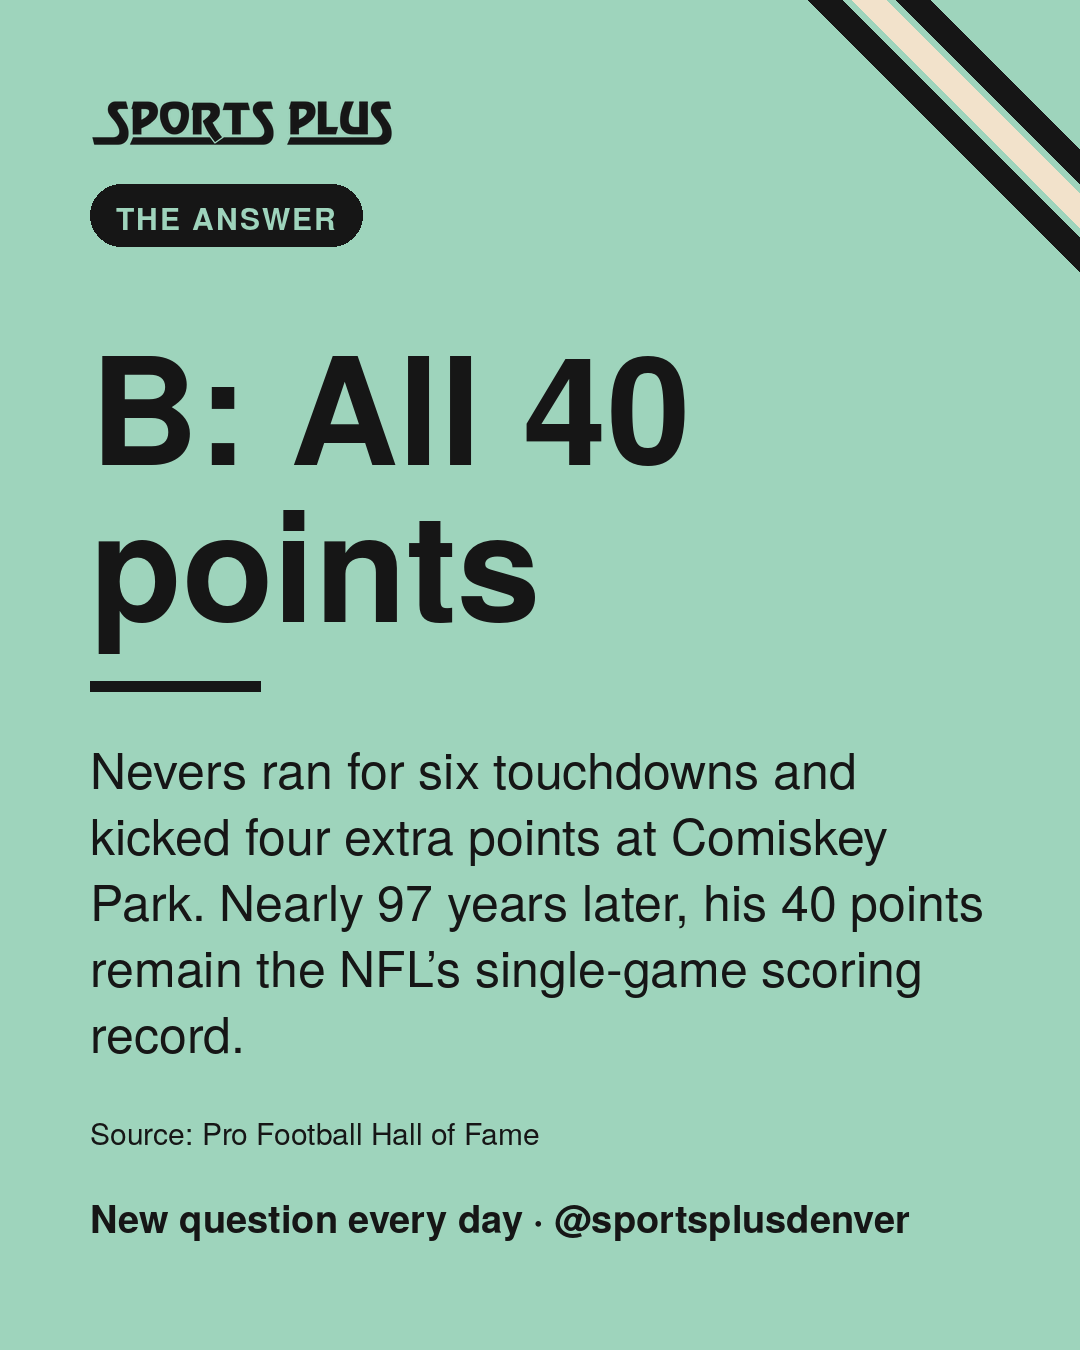 SPORTS PLUS
THE ANSWER
B: All 40
points
Nevers ran for six touchdowns and
kicked four extra points at Comiskey
Park. Nearly 97 years later, his 40 points
remain the NFL’s single-game scoring
record.
Source: Pro Football Hall of Fame
New question every day · @sportsplusdenver